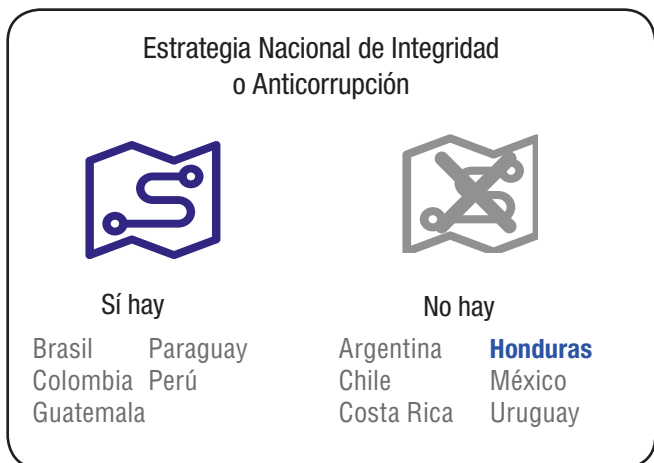 Estrategia Nacional de Integridad
o Anticorrupción
Sí hay
Brasil Paraguay
Colombia Perú
Guatemala
No hay
Argentina Honduras
Chile México
Costa Rica Uruguay